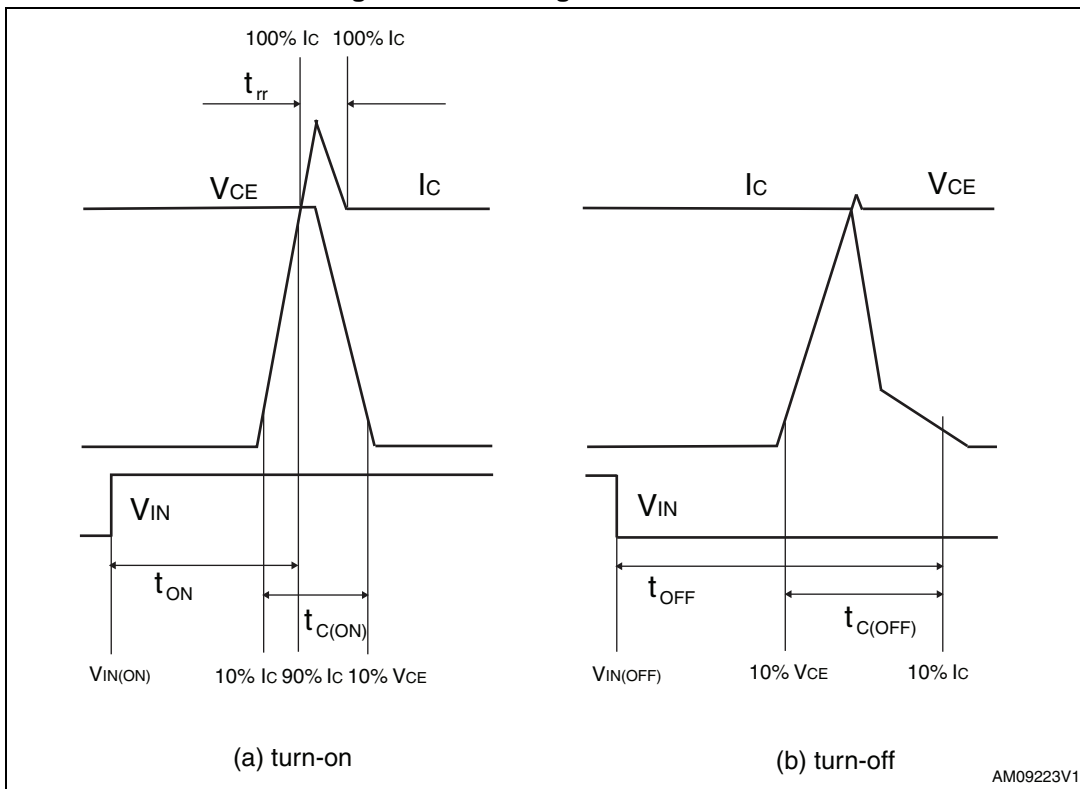 100% IC 100% IC
trr
VCE IC
VIN
tON
tC(ON)
VIN(ON) 10% IC 90% IC 10% VCE
(a) turn-on
IC VCE
VIN
tOFF
tC(OFF)
VIN(OFF) 10% VCE 10% IC
(b) turn-off
AM09223V1